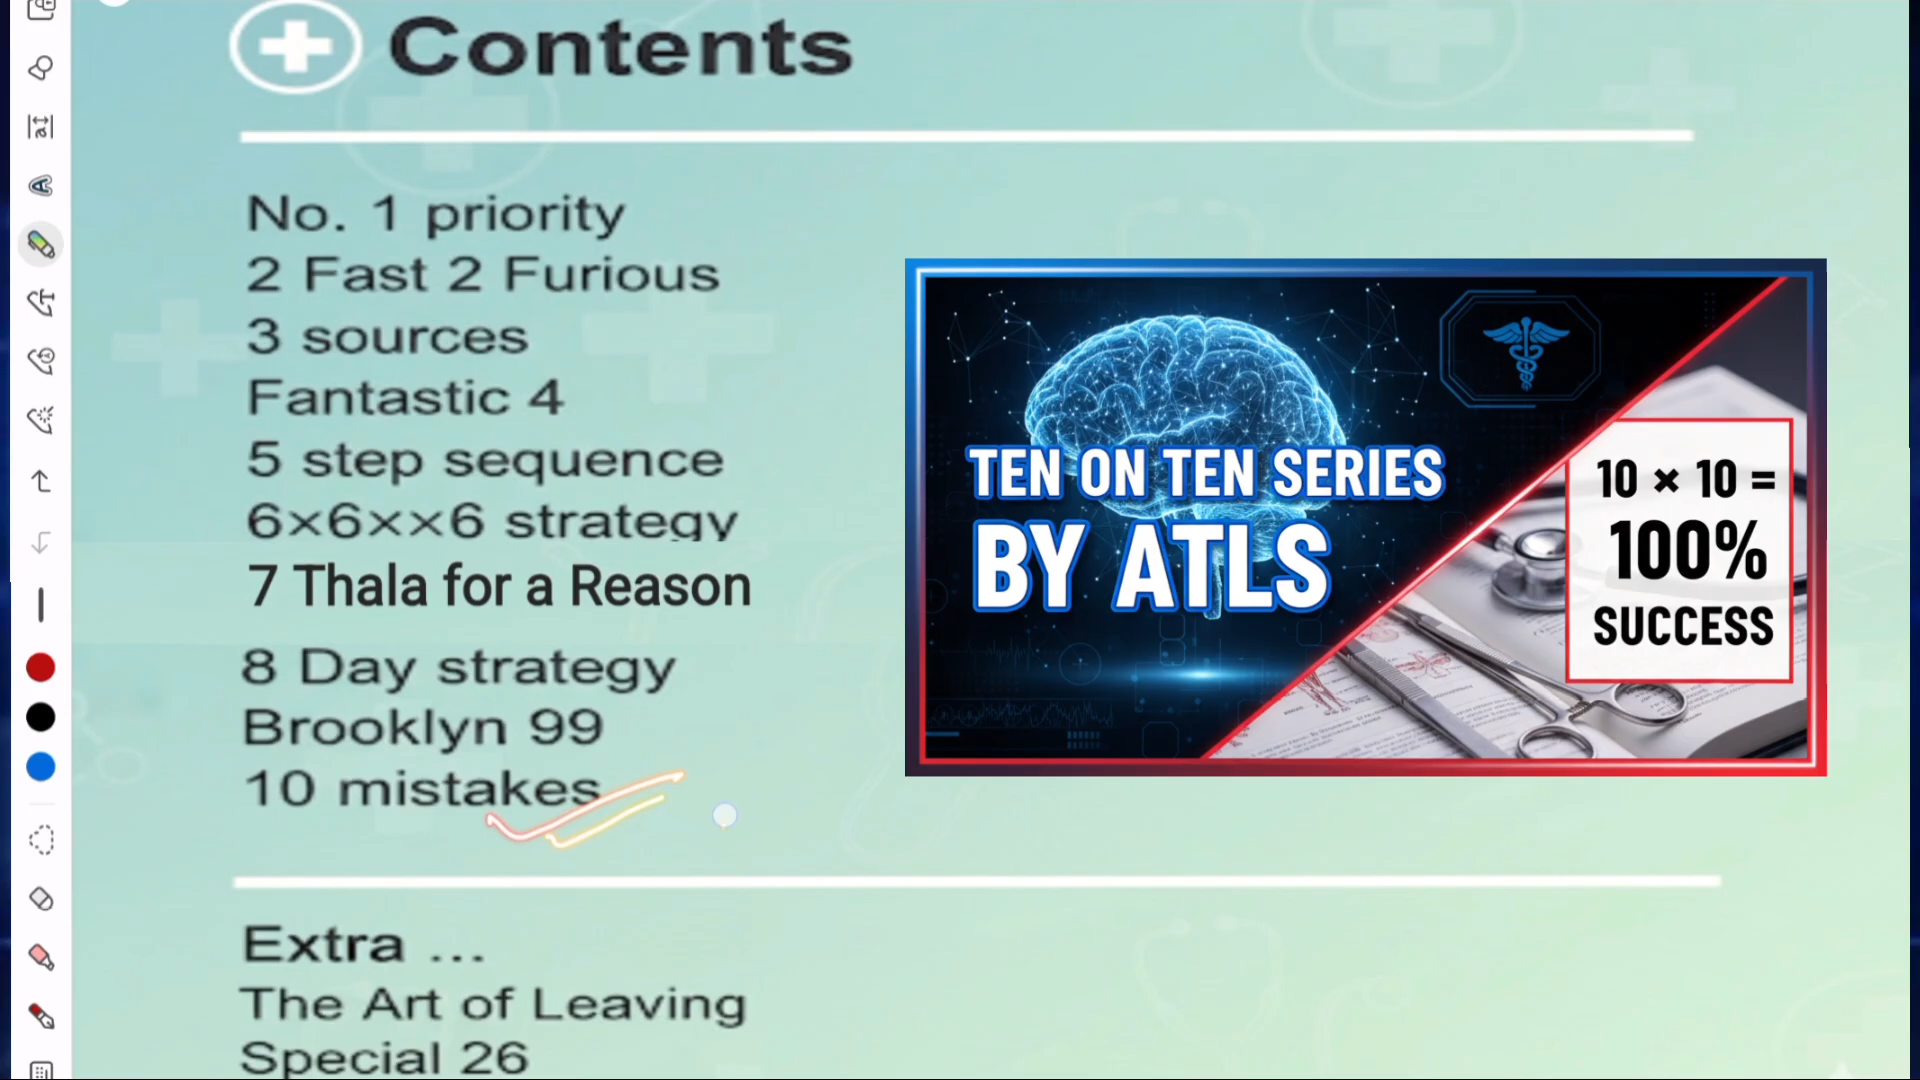 Contents
No. 1 priority
2 Fast 2 Furious
3 sources
Fantastic 4
5 step sequence
6×6××6 strategy
7 Thala for a Reason
8 Day strategy
Brooklyn 99
10 mistakes
TEN ON TEN SERIES
BY ATLS
10 × 10 =
100%
SUCCESS
Extra ...
The Art of Leaving
Special 26